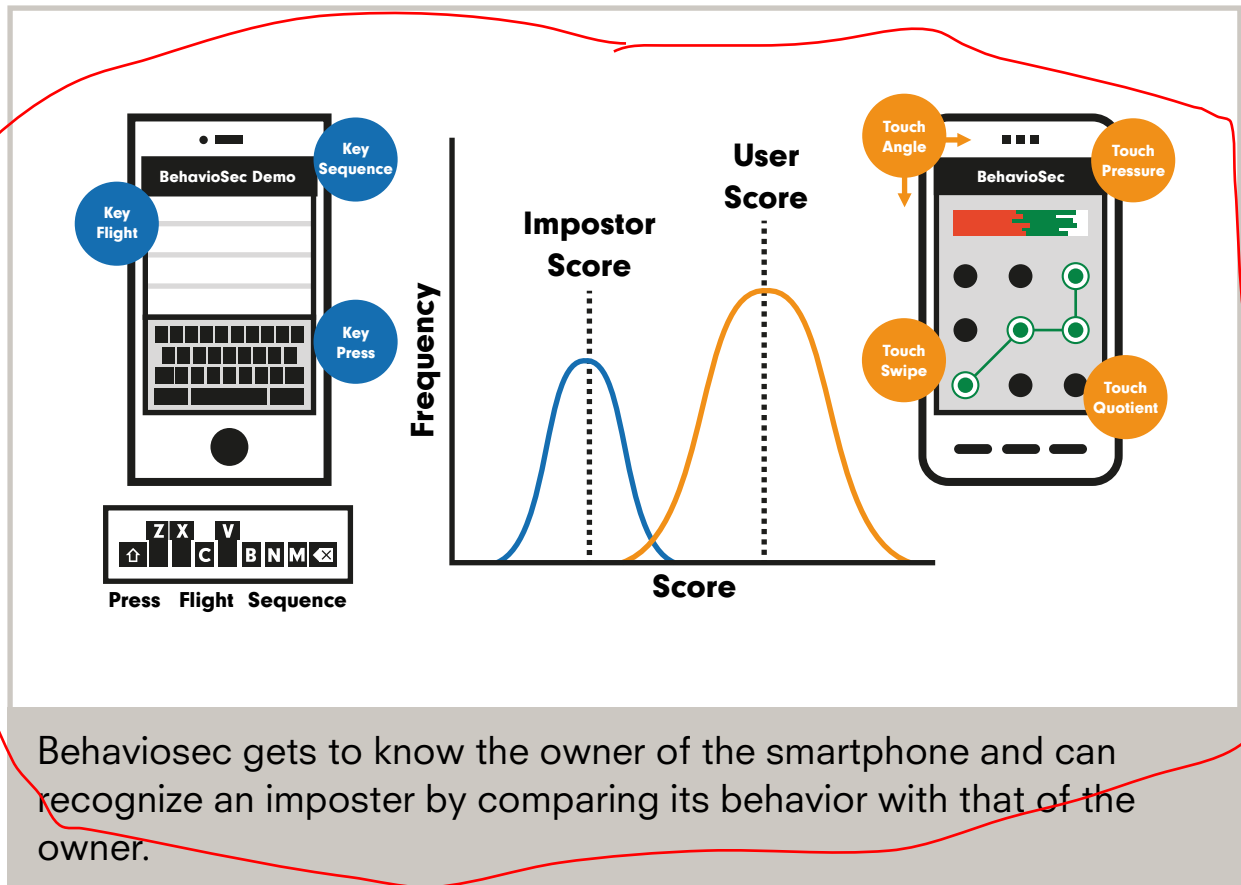 BehavioSec Demo
Key
Sequence
Key
Flight
Key
Press
Z X V
C B N M
Press Flight Sequence
Impostor
Score
User
Score
Frequency
Score
Touch
Angle
Touch
Pressure
BehavioSec
Touch
Swipe
Touch
Quotient
Behaviosec gets to know the owner of the smartphone and can
recognize an imposter by comparing its behavior with that of the
owner.